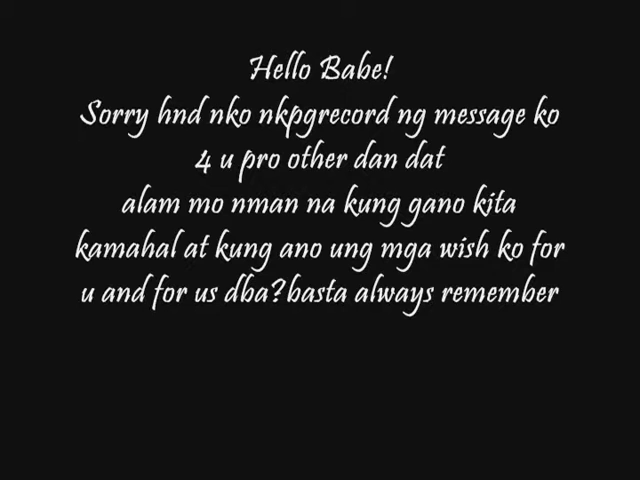 Hello Babe!
Sorry hnd nko nkpgrecord ng message ko
4 u pro other dan dat
alam mo nman na kung gano kita
kamahal at kung ano ung mga wish ko for
u and for us dba?basta always remember